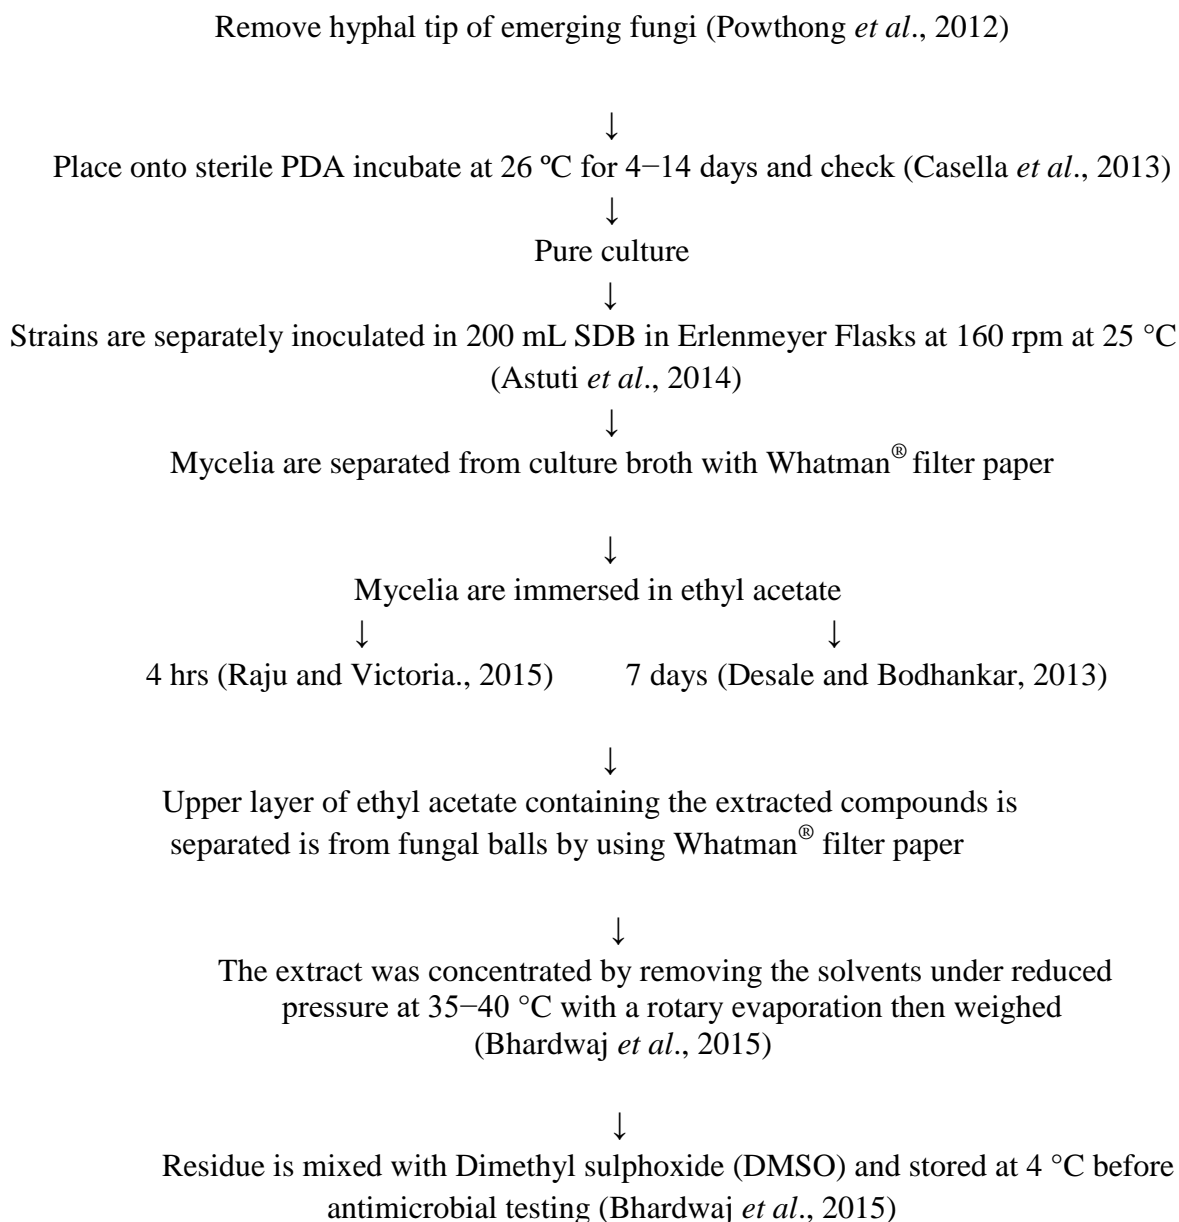 Remove hyphal tip of emerging fungi (Powthong et al., 2012)
↓
Place onto sterile PDA incubate at 26 ºC for 4−14 days and check (Casella et al., 2013)
↓
Pure culture
↓
Strains are separately inoculated in 200 mL SDB in Erlenmeyer Flasks at 160 rpm at 25 °C
(Astuti et al., 2014)
↓
Mycelia are separated from culture broth with Whatman® filter paper
↓
Mycelia are immersed in ethyl acetate
↓ ↓
4 hrs (Raju and Victoria., 2015) 7 days (Desale and Bodhankar, 2013)
↓
Upper layer of ethyl acetate containing the extracted compounds is
separated is from fungal balls by using Whatman® filter paper
↓
The extract was concentrated by removing the solvents under reduced
pressure at 35−40 °C with a rotary evaporation then weighed
(Bhardwaj et al., 2015)
↓
Residue is mixed with Dimethyl sulphoxide (DMSO) and stored at 4 °C before
antimicrobial testing (Bhardwaj et al., 2015)